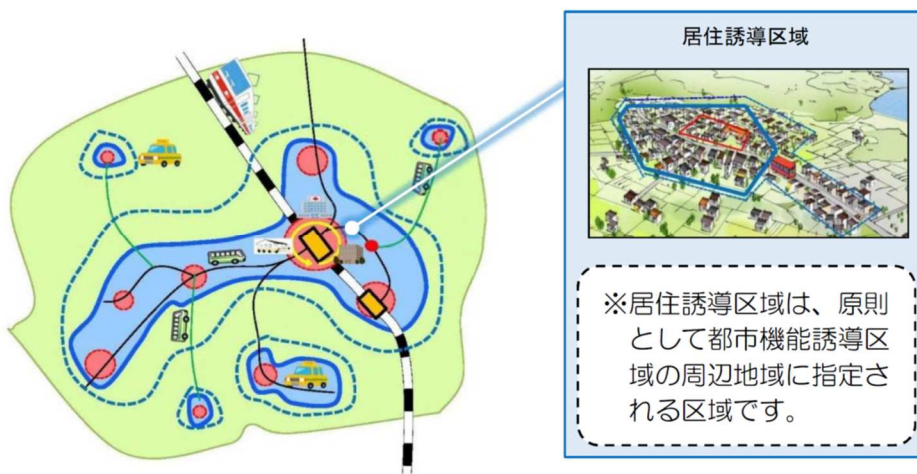 居住誘導区域
※居住誘導区域は、原則
として都市機能誘導区
域の周辺地域に指定さ
れる区域です。